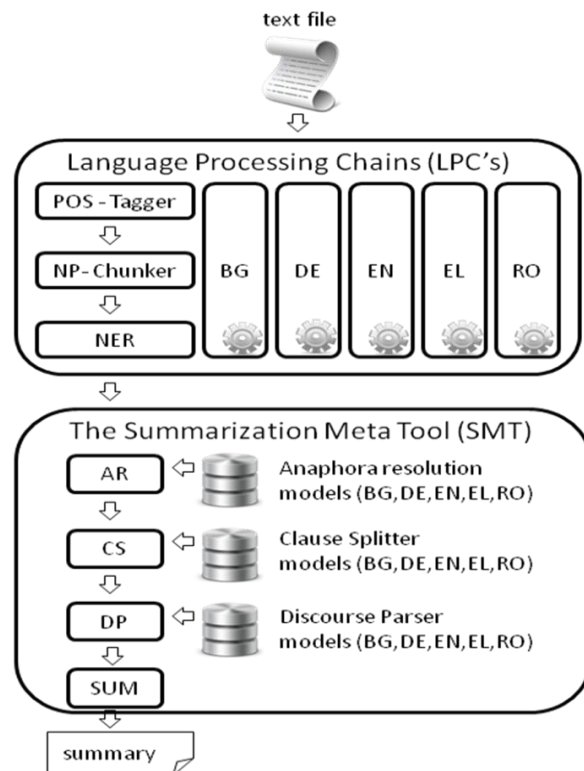 text file
Language Processing Chains (LPC's)
POS - Tagger
NP- Chunker
NER
BG
DE
EN
EL
RO
The Summarization Meta Tool (SMT)
AR
Anaphora resolution
models (BG,DE,EN,EL,RO)
CS
Clause Splitter
models (BG,DE,EN,EL,RO)
DP
Discourse Parser
models (BG,DE,EN,EL,RO)
SUM
summary